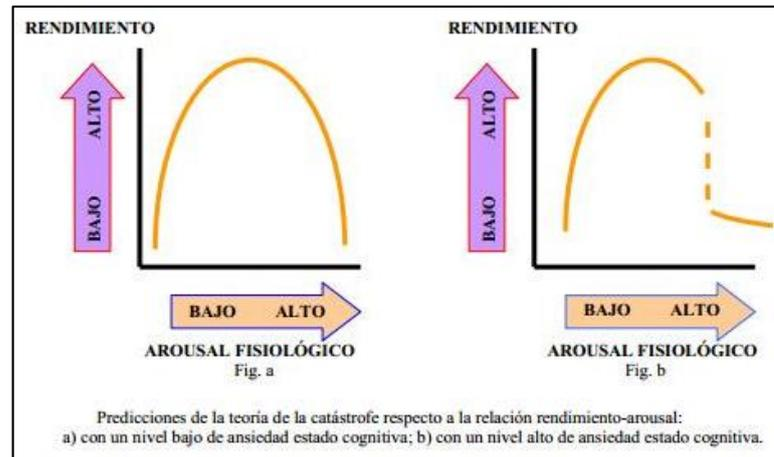 RENDIMIENTO
ALTO
BAJO
BAJO ALTO
AROUSAL FISIOLÓGICO
Fig. a
RENDIMIENTO
ALTO
BAJO
BAJO ALTO
AROUSAL FISIOLÓGICO
Fig. b
Predicciones de la teoría de la catástrofe respecto a la relación rendimiento-arousal:
a) con un nivel bajo de ansiedad estado cognitiva; b) con un nivel alto de ansiedad estado cognitiva.